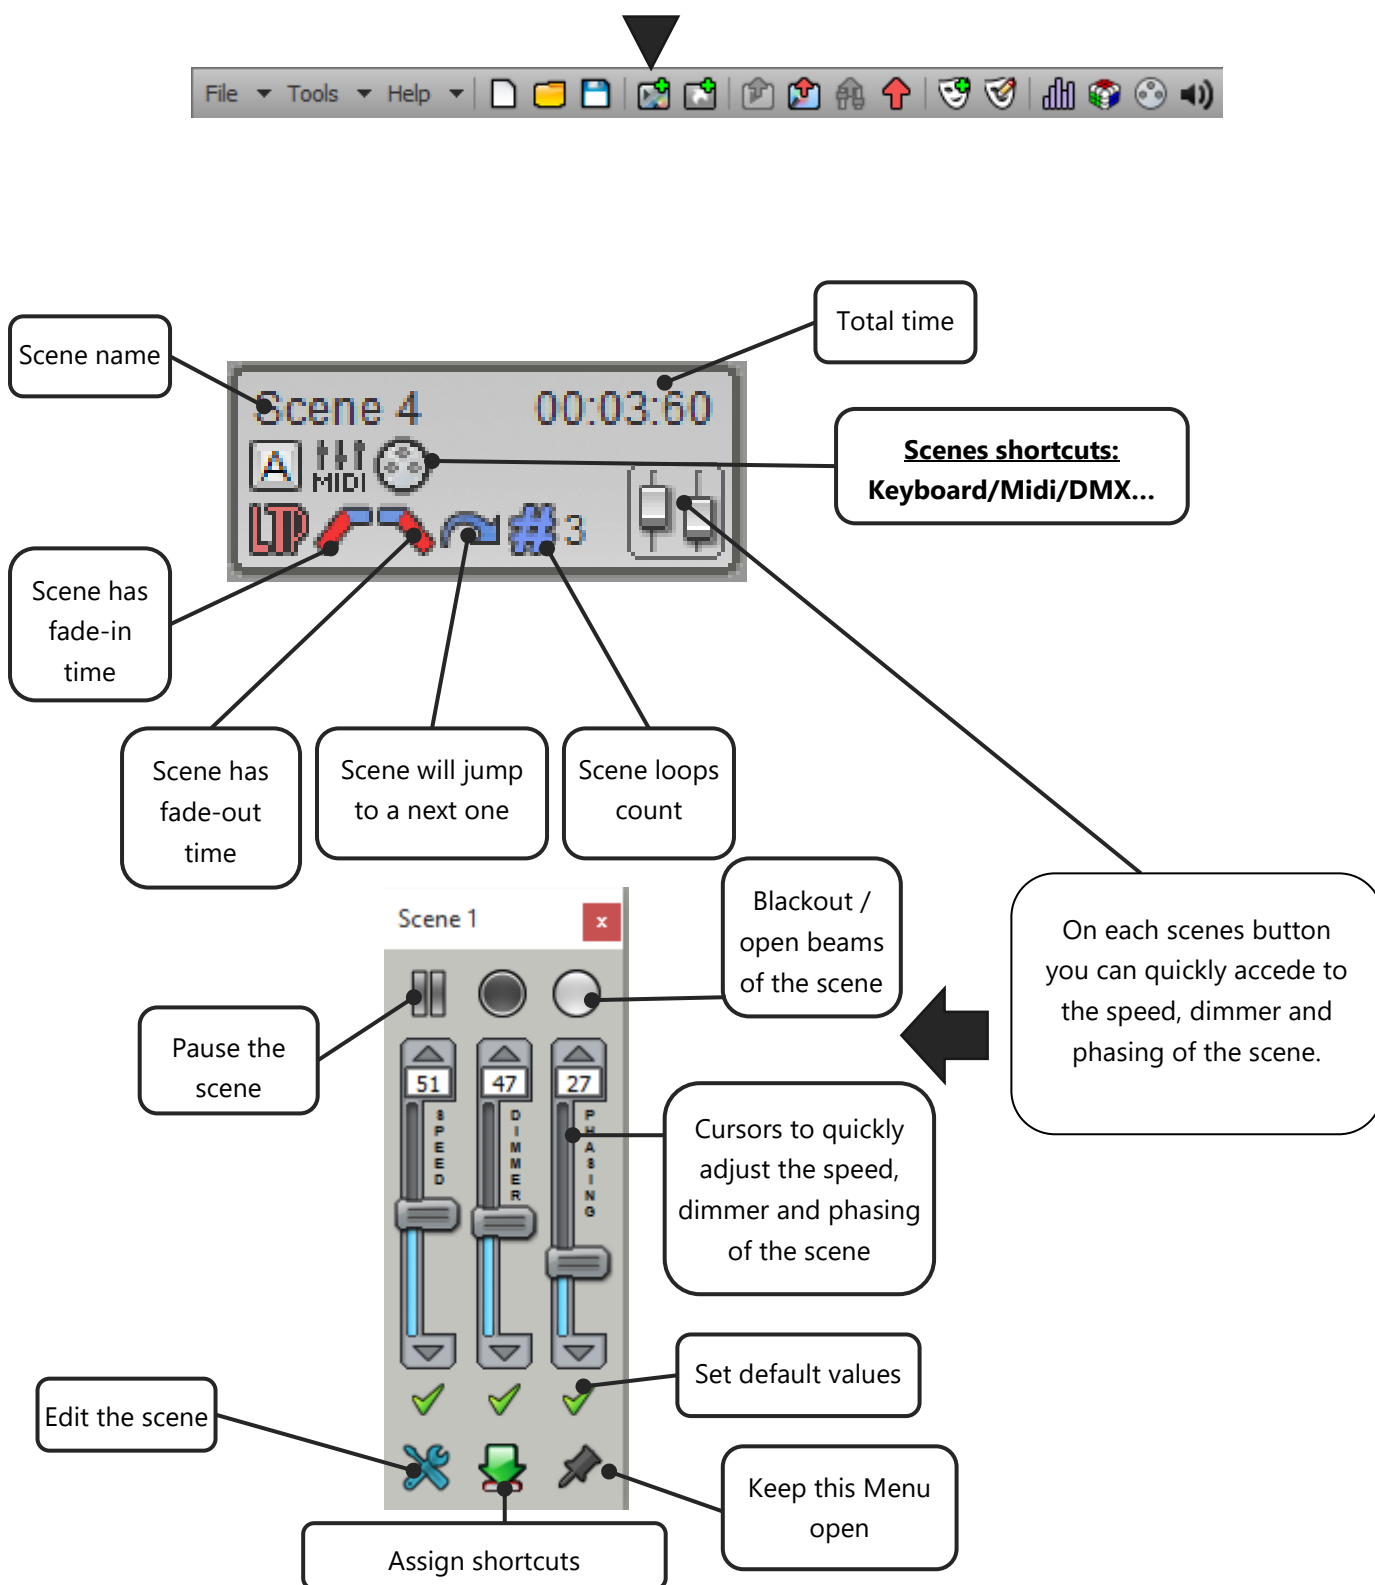 File Tools Help
Scene name
Total time
Scene 4 00:03:60
A MIDI
LTP # 3
Scenes shortcuts:
Keyboard/Midi/DMX...
Scene has
fade-in
time
Scene has
fade-out
time
Scene will jump
to a next one
Scene loops
count
Scene 1 x
Blackout /
open beams
of the scene
On each scenes button
you can quickly accede to
the speed, dimmer and
phasing of the scene.
Pause the
scene
51 47 27
SPEED
DIMMER
PHASING
Cursors to quickly
adjust the speed,
dimmer and phasing
of the scene
Set default values
Edit the scene
Keep this Menu
open
Assign shortcuts